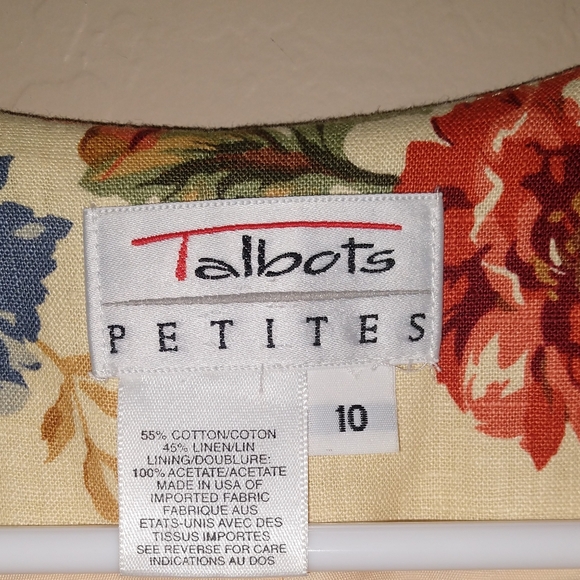 Talbots
PETITES
10
55% COTTON/COTON
45% LINEN/LIN
LINING/DOUBLURE:
100% ACETATE/ACETATE
MADE IN USA OF
IMPORTED FABRIC
FABRIQUE AUS
ETATS-UNIS AVEC DES
TISSUS IMPORTES
SEE REVERSE FOR CARE
INDICATIONS AU DOS